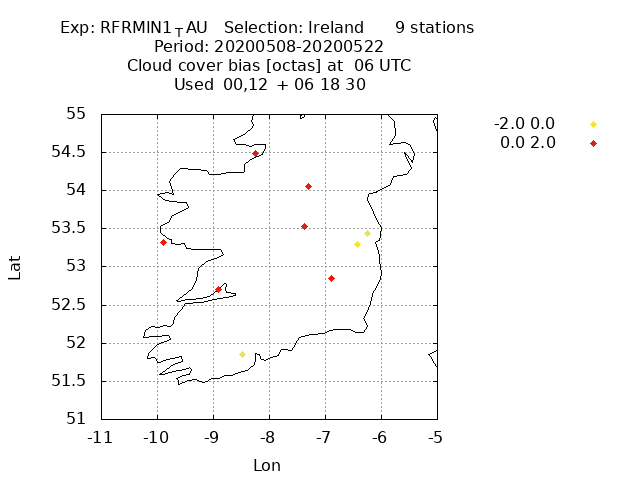 Exp: RFRMIN1_TAU Selection: Ireland 9 stations
Period: 20200508-20200522
Cloud cover bias [octas] at 06 UTC
Used 00,12 + 06 18 30
-2.0 0.0
0.0 2.0
55
54.5
54
53.5
53
52.5
52
51.5
51
Lat
-11 -10 -9 -8 -7 -6 -5
Lon